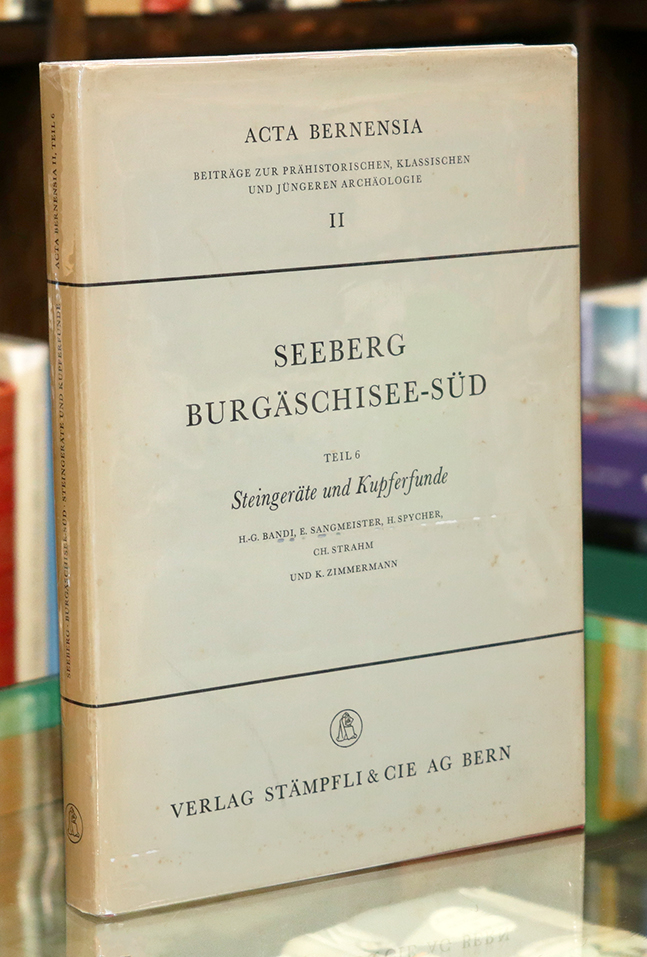 ACTA BERNENSIA
BEITRÄGE ZUR PRÄHISTORISCHEN, KLASSISCHEN
UND JÜNGEREN ARCHÄOLOGIE
II
SEEBERG
BURGÄSCHISEE-SÜD
TEIL 6
Steingeräte und Kupferfunde
H.-G. BANDI, E. SANGMEISTER, H. SPYCHER,
CH. STRAHM
UND K. ZIMMERMANN
VERLAG STÄMPFLI & CIE AG BERN
SEEBERG · BURGÄSCHISEE-SÜD · STEINGERÄTE UND KUPFERFUNDE · ACTA BERNENSIA II, TEIL 6